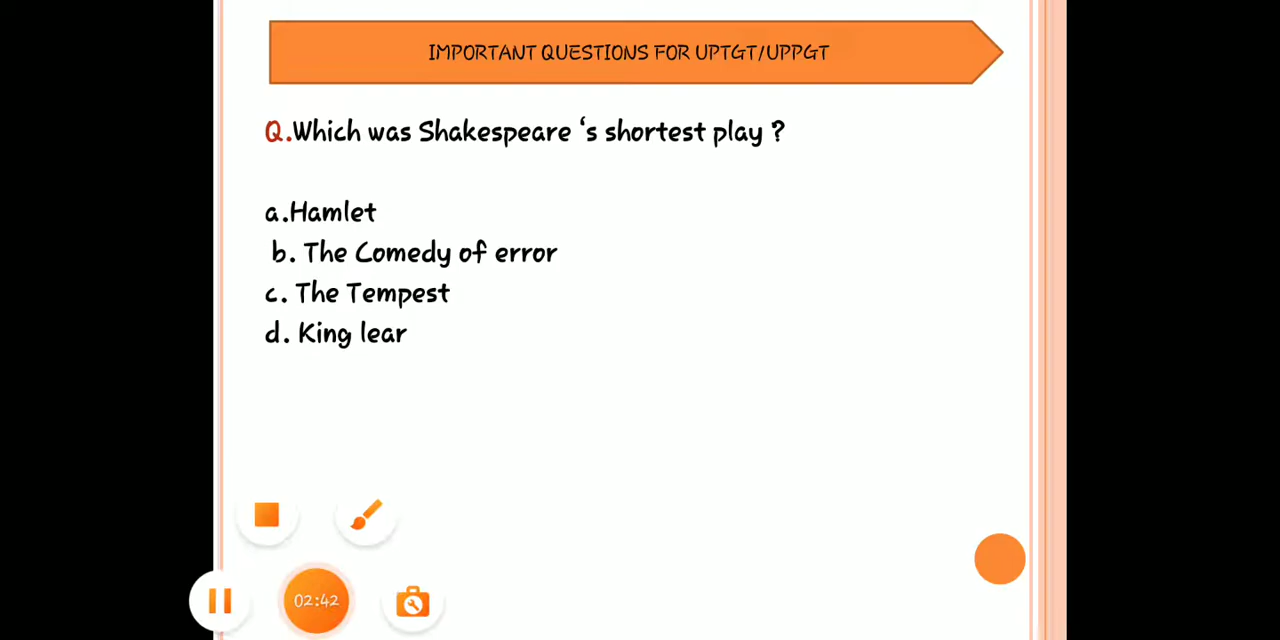 IMPORTANT QUESTIONS FOR UPTGT/UPPGT
Q.Which was Shakespeare ‘s shortest play ?
a.Hamlet
b. The Comedy of error
c. The Tempest
d. King lear
02:42